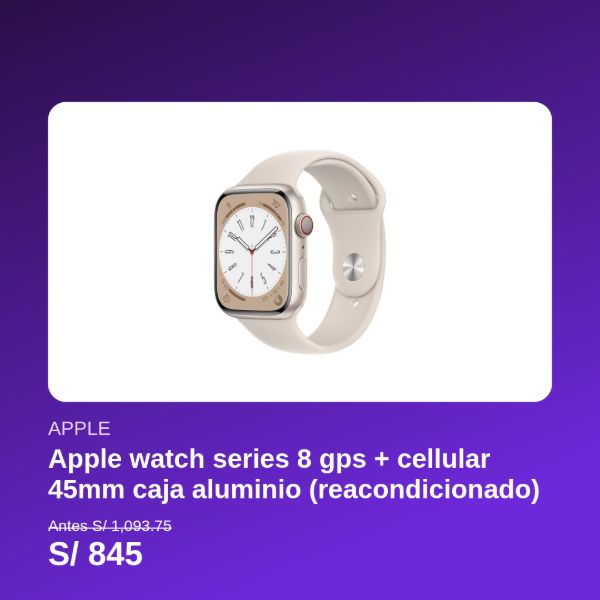 APPLE
Apple watch series 8 gps + cellular
45mm caja aluminio (reacondicionado)
Antes S/ 1,093.75
S/ 845